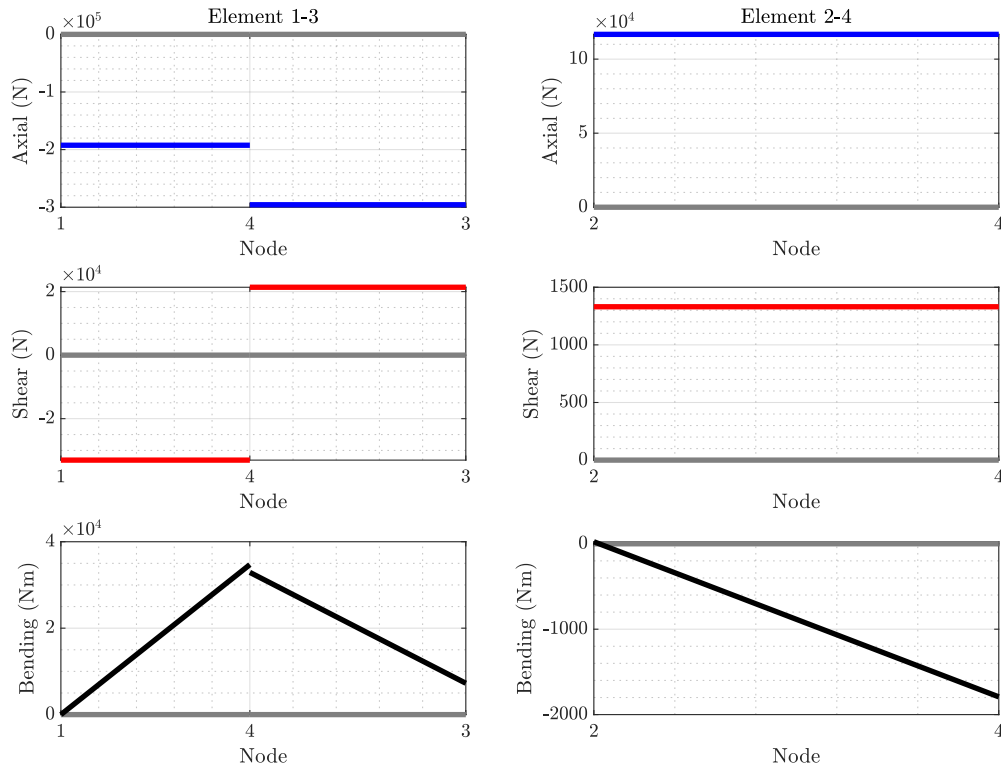 Element 1-3
×10^5
0
-1
-2
-3
Axial (N)
1 4 3
Node
Element 2-4
×10^4
10
5
0
Axial (N)
2 4
Node
×10^4
2
0
-2
Shear (N)
1 4 3
Node
1500
1000
500
0
Shear (N)
2 4
Node
×10^4
4
2
0
Bending (Nm)
1 4 3
Node
0
-1000
-2000
Bending (Nm)
2 4
Node